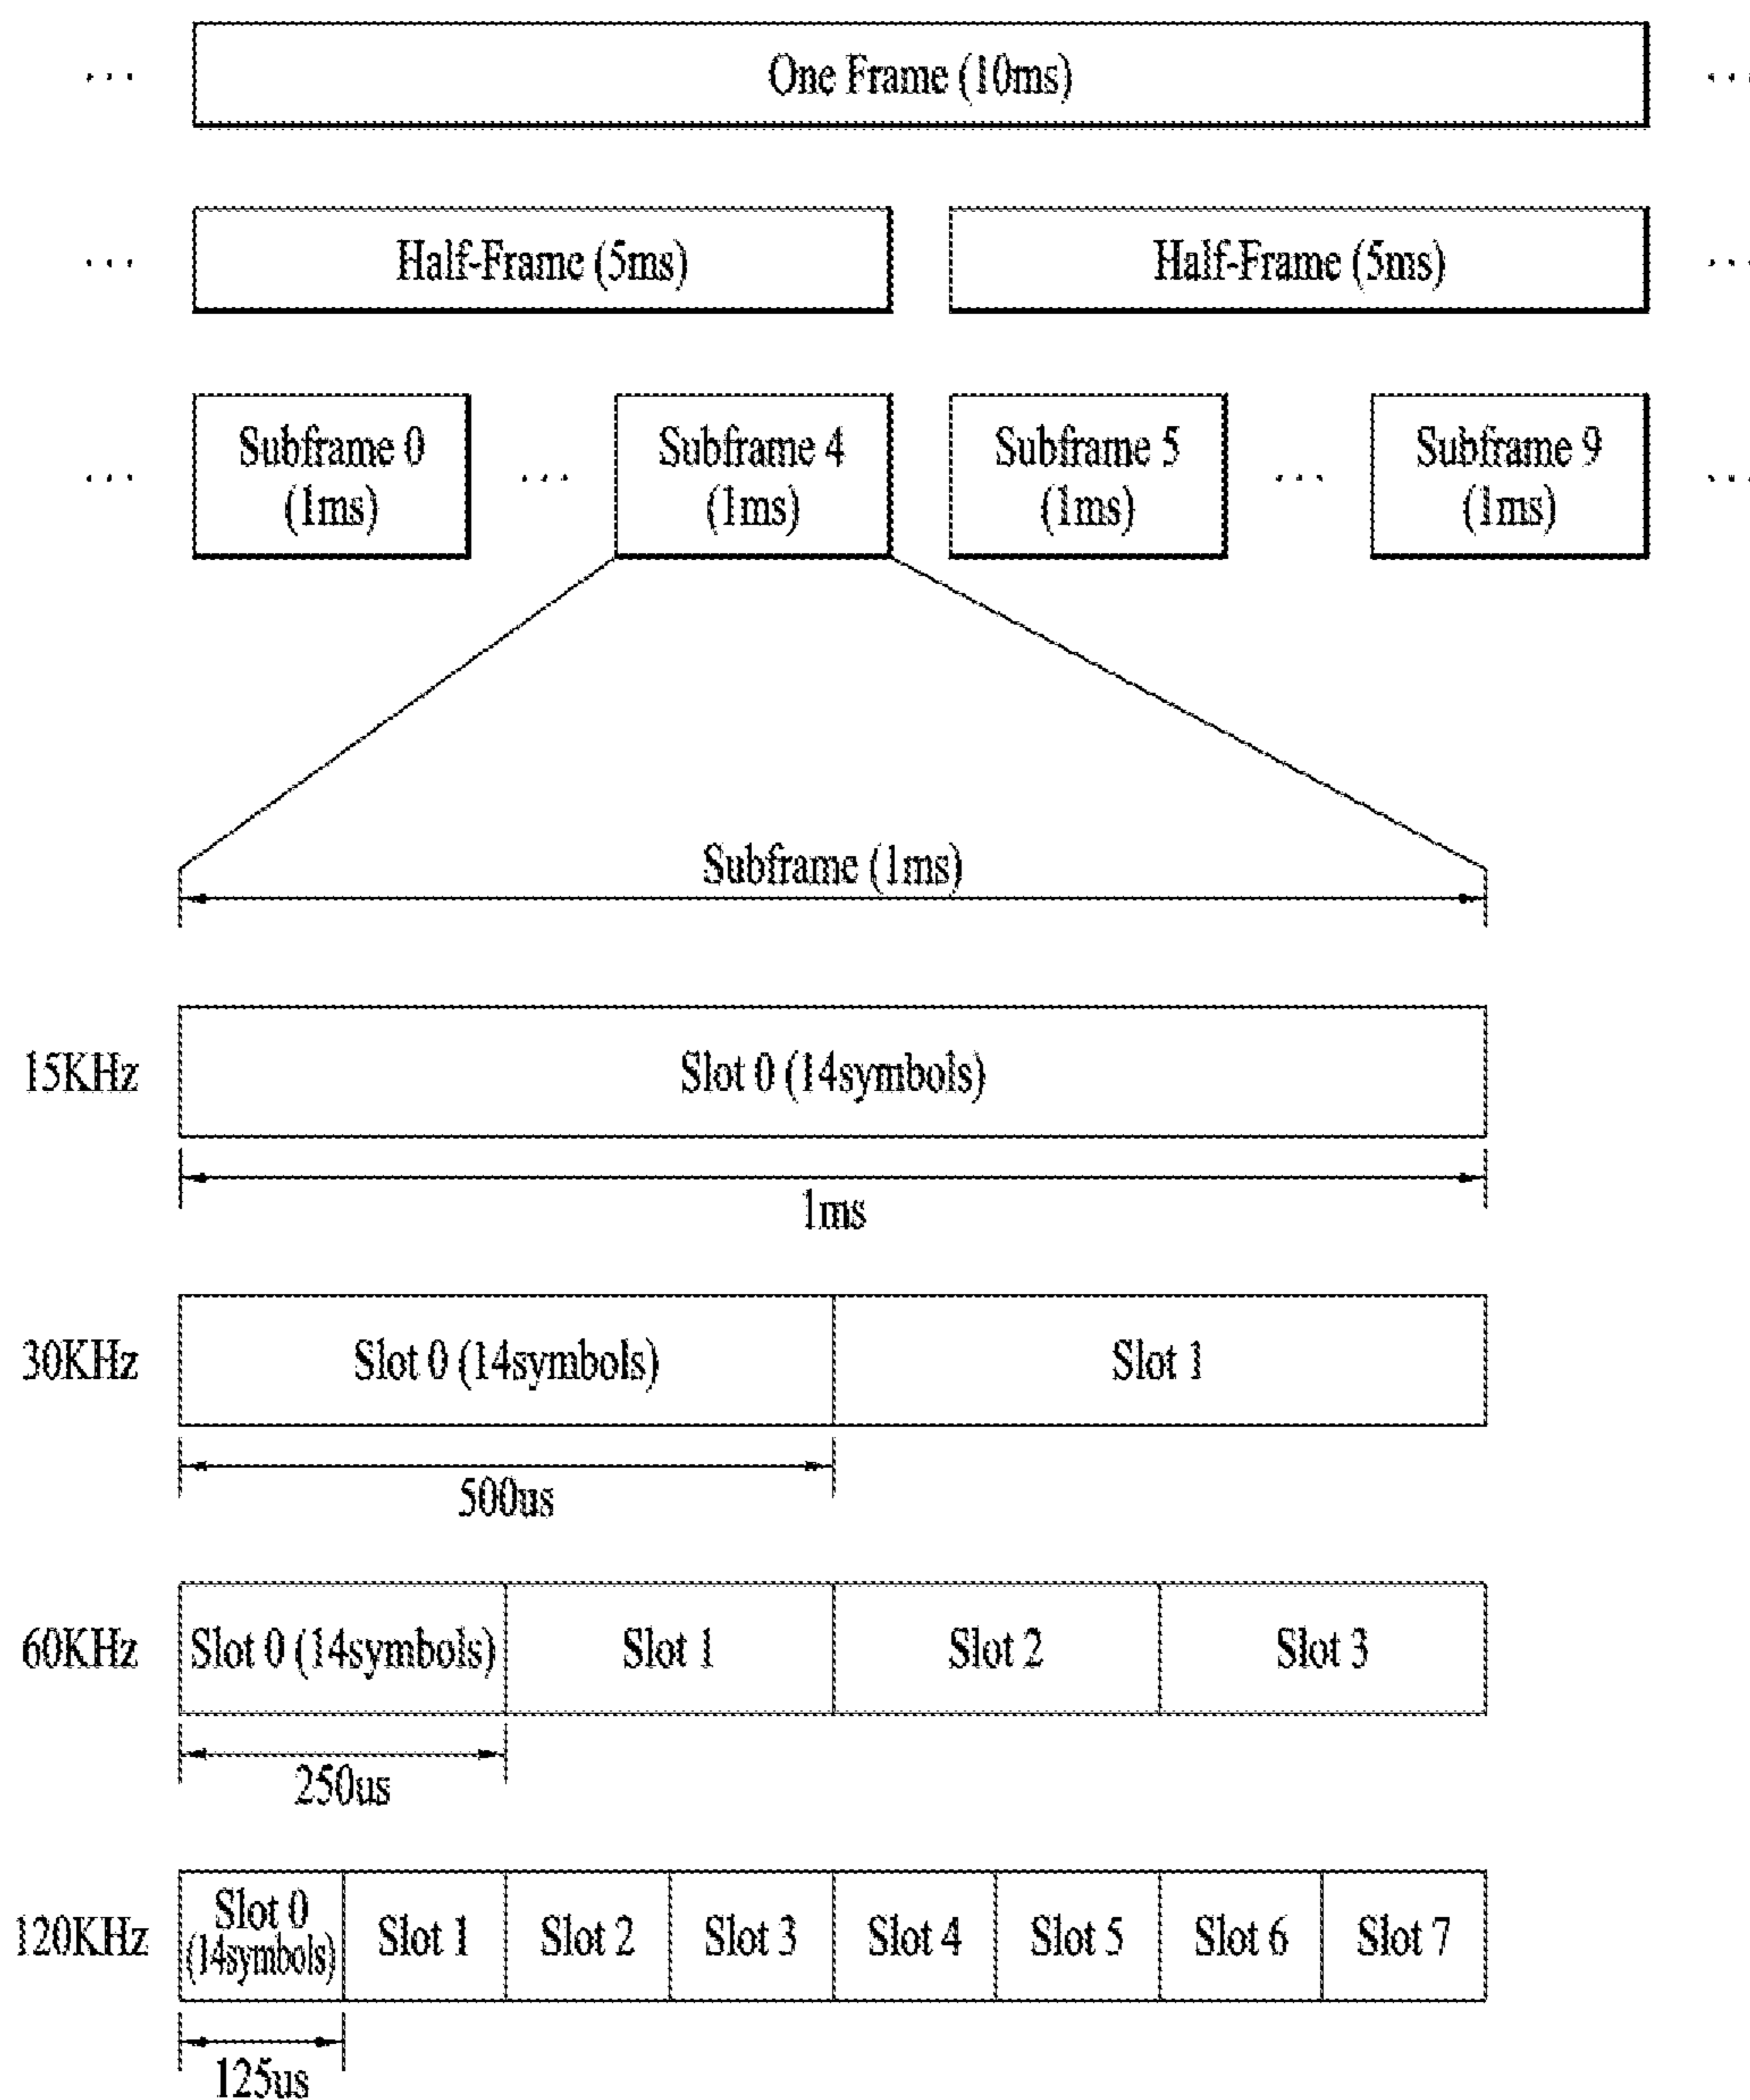 ... One Frame (10ms) ...
... Half-Frame (5ms) Half-Frame (5ms) ...
... Subframe 0 ... Subframe 4 Subframe 5 ... Subframe 9 ...
(1ms) (1ms) (1ms) (1ms)
Subframe (1ms)
15KHz Slot 0 (14symbols)
1ms
30KHz Slot 0 (14symbols) Slot 1
500us
60KHz Slot 0 (14symbols) Slot 1 Slot 2 Slot 3
250us
120KHz Slot 0 (14symbols) Slot 1 Slot 2 Slot 3 Slot 4 Slot 5 Slot 6 Slot 7
125us